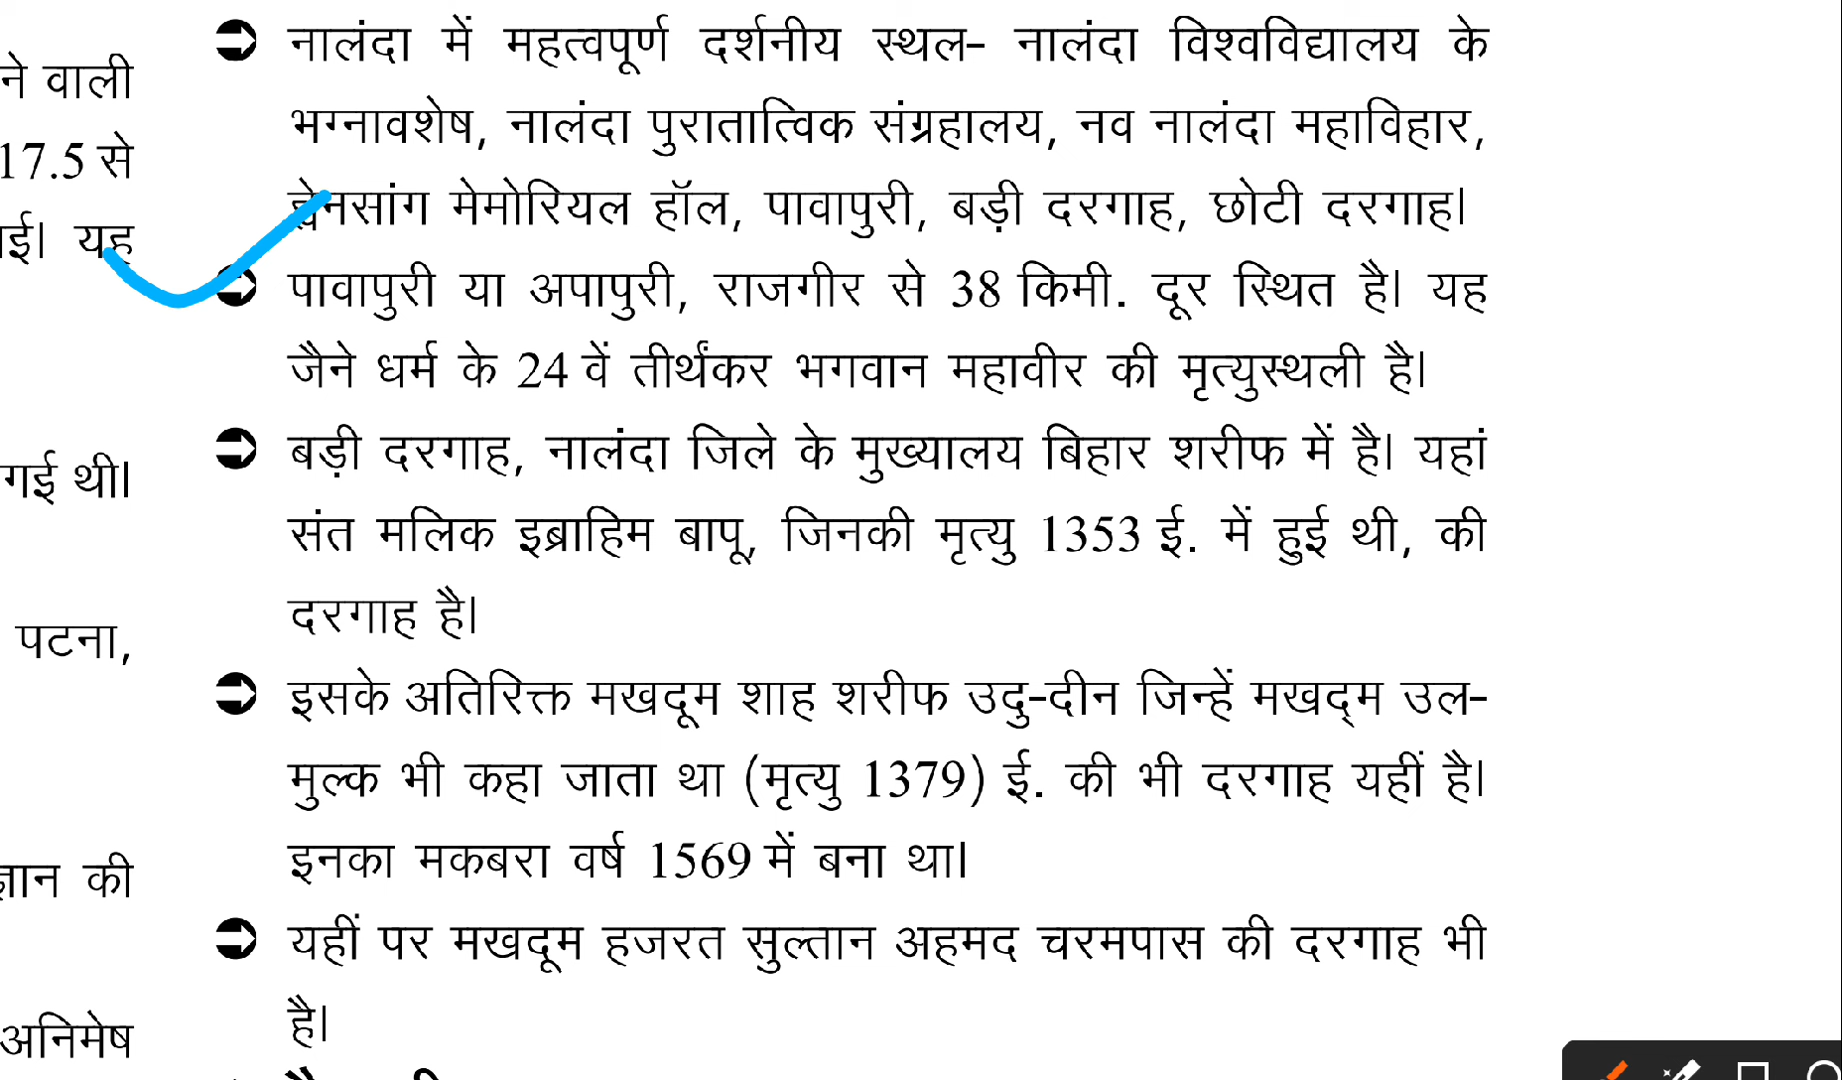 ने वाली
17.5 से
ई। यह
गई थी।
पटना,
ज्ञान की
अनिमेष
➲ नालंदा में महत्वपूर्ण दर्शनीय स्थल- नालंदा विश्वविद्यालय के
भग्नावशेष, नालंदा पुरातात्विक संग्रहालय, नव नालंदा महाविहार,
ह्वेनसांग मेमोरियल हॉल, पावापुरी, बड़ी दरगाह, छोटी दरगाह।
➲ पावापुरी या अपापुरी, राजगीर से 38 किमी. दूर स्थित है। यह
जैने धर्म के 24 वें तीर्थंकर भगवान महावीर की मृत्युस्थली है।
➲ बड़ी दरगाह, नालंदा जिले के मुख्यालय बिहार शरीफ में है। यहां
संत मलिक इब्राहिम बापू, जिनकी मृत्यु 1353 ई. में हुई थी, की
दरगाह है।
➲ इसके अतिरिक्त मखदूम शाह शरीफ उदु-दीन जिन्हें मखद्म उल-
मुल्क भी कहा जाता था (मृत्यु 1379) ई. की भी दरगाह यहीं है।
इनका मकबरा वर्ष 1569 में बना था।
➲ यहीं पर मखदूम हजरत सुल्तान अहमद चरमपास की दरगाह भी
है।